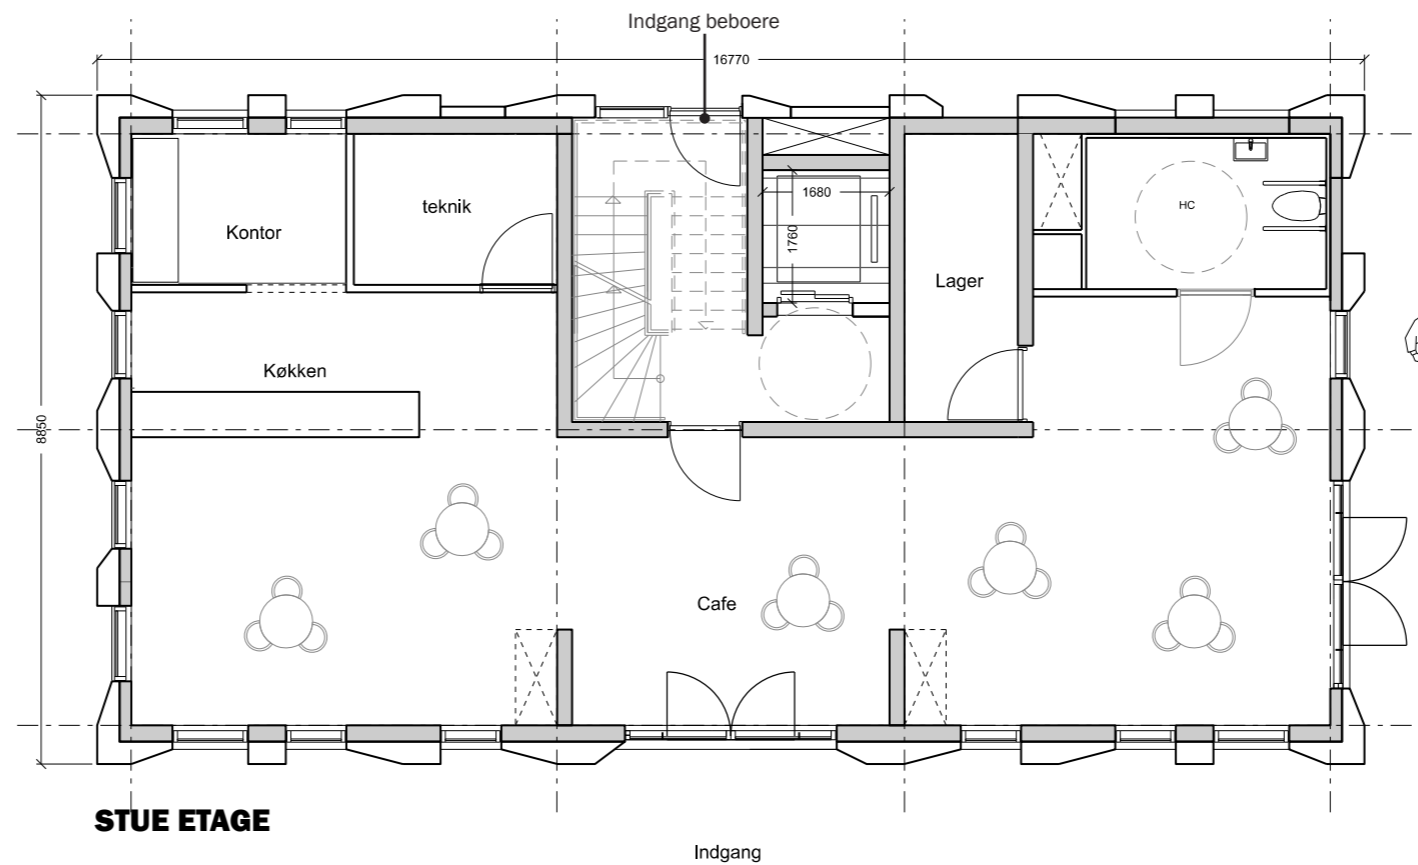 Indgang beboere
16770
1680
teknik
HC
Kontor
1760
Lager
Køkken
8850
Cafe
STUE ETAGE
Indgang